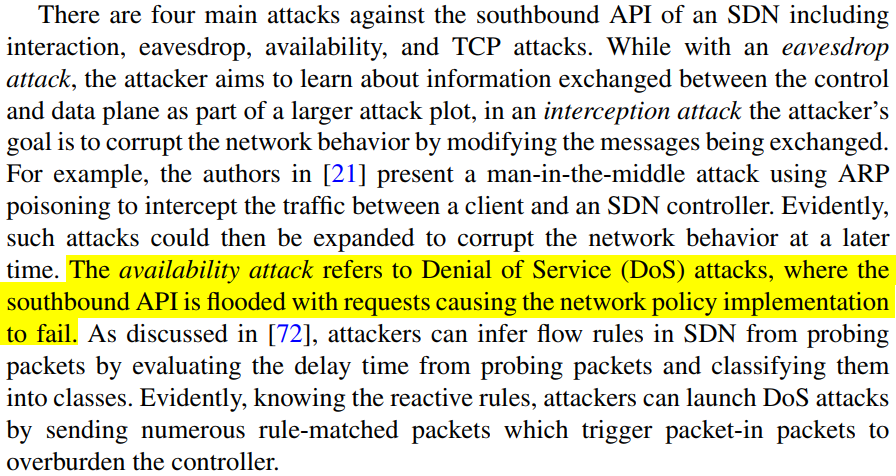 There are four main attacks against the southbound API of an SDN including
interaction, eavesdrop, availability, and TCP attacks. While with an eavesdrop
attack, the attacker aims to learn about information exchanged between the control
and data plane as part of a larger attack plot, in an interception attack the attacker's
goal is to corrupt the network behavior by modifying the messages being exchanged.
For example, the authors in [21] present a man-in-the-middle attack using ARP
poisoning to intercept the traffic between a client and an SDN controller. Evidently,
such attacks could then be expanded to corrupt the network behavior at a later
time. The availability attack refers to Denial of Service (DoS) attacks, where the
southbound API is flooded with requests causing the network policy implementation
to fail. As discussed in [72], attackers can infer flow rules in SDN from probing
packets by evaluating the delay time from probing packets and classifying them
into classes. Evidently, knowing the reactive rules, attackers can launch DoS attacks
by sending numerous rule-matched packets which trigger packet-in packets to
overburden the controller.